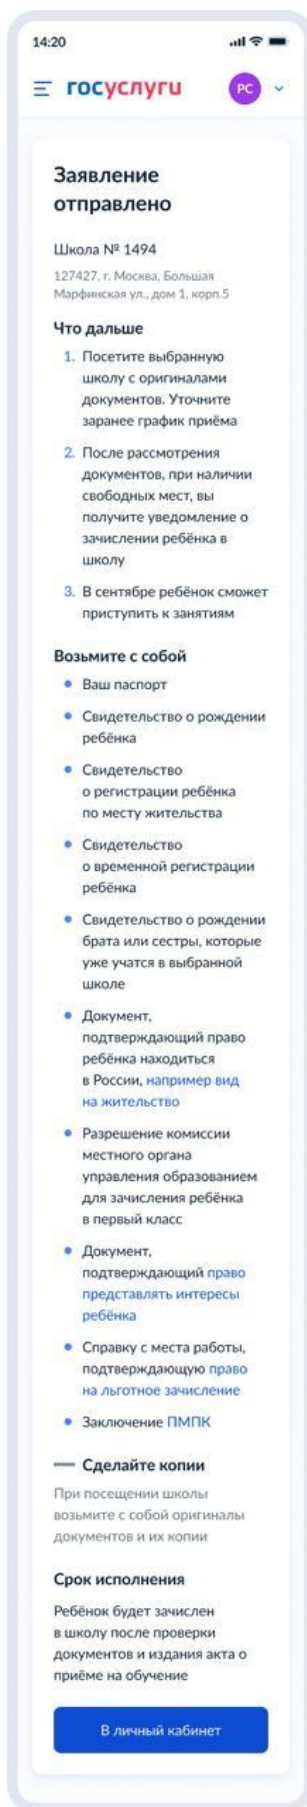 14:20
госуслуги
РС
Заявление
отправлено
Школа № 1494
127427, г. Москва, Большая
Марфинская ул., дом 1, корп.5
Что дальше
1. Посетите выбранную
школу с оригиналами
документов. Уточните
заранее график приёма
2. После рассмотрения
документов, при наличии
свободных мест, вы
получите уведомление о
зачислении ребёнка в
школу
3. В сентябре ребёнок сможет
приступить к занятиям
Возьмите с собой
• Ваш паспорт
• Свидетельство о рождении
ребёнка
• Свидетельство
о регистрации ребёнка
по месту жительства
• Свидетельство
о временной регистрации
ребёнка
• Свидетельство о рождении
брата или сестры, которые
уже учатся в выбранной
школе
• Документ,
подтверждающий право
ребёнка находиться
в России, например вид
на жительство
• Разрешение комиссии
местного органа
управления образованием
для зачисления ребёнка
в первый класс
• Документ,
подтверждающий право
представлять интересы
ребёнка
• Справку с места работы,
подтверждающую право
на льготное зачисление
• Заключение ПМПК
— Сделайте копии
При посещении школы
возьмите с собой оригиналы
документов и их копии
Срок исполнения
Ребёнок будет зачислен
в школу после проверки
документов и издания акта о
приёме на обучение
В личный кабинет